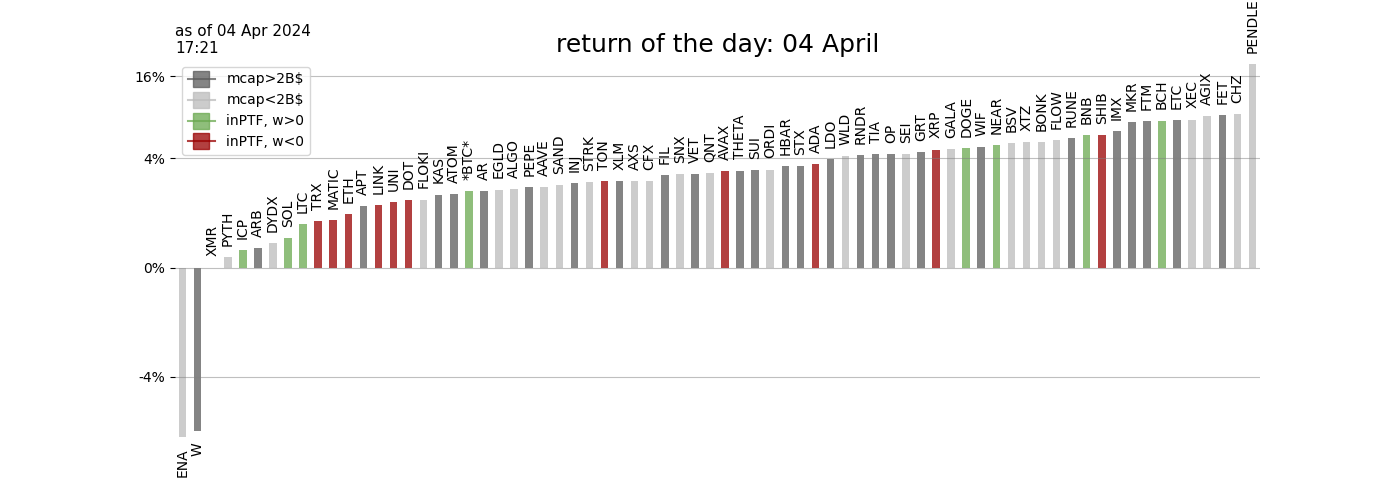 as of 04 Apr 2024
17:21
return of the day: 04 April
mcap>2B$
mcap<2B$
inPTF, w>0
inPTF, w<0
16%
4%
0%
-4%
ENA
W
XMR
PYTH
ICP
ARB
DYDX
SOL
LTC
TRX
MATIC
ETH
APT
LINK
UNI
DOT
FLOKI
KAS
ATOM
*BTC*
AR
EGLD
ALGO
PEPE
AAVE
SAND
INJ
STRK
TON
XLM
AXS
CFX
FIL
SNX
VET
QNT
AVAX
THETA
SUI
ORDI
HBAR
STX
ADA
LDO
WLD
RNDR
TIA
OP
SEI
GRT
XRP
GALA
DOGE
WIF
NEAR
BSV
XTZ
BONK
FLOW
RUNE
BNB
SHIB
IMX
MKR
FTM
BCH
ETC
XEC
AGIX
FET
CHZ
PENDLE